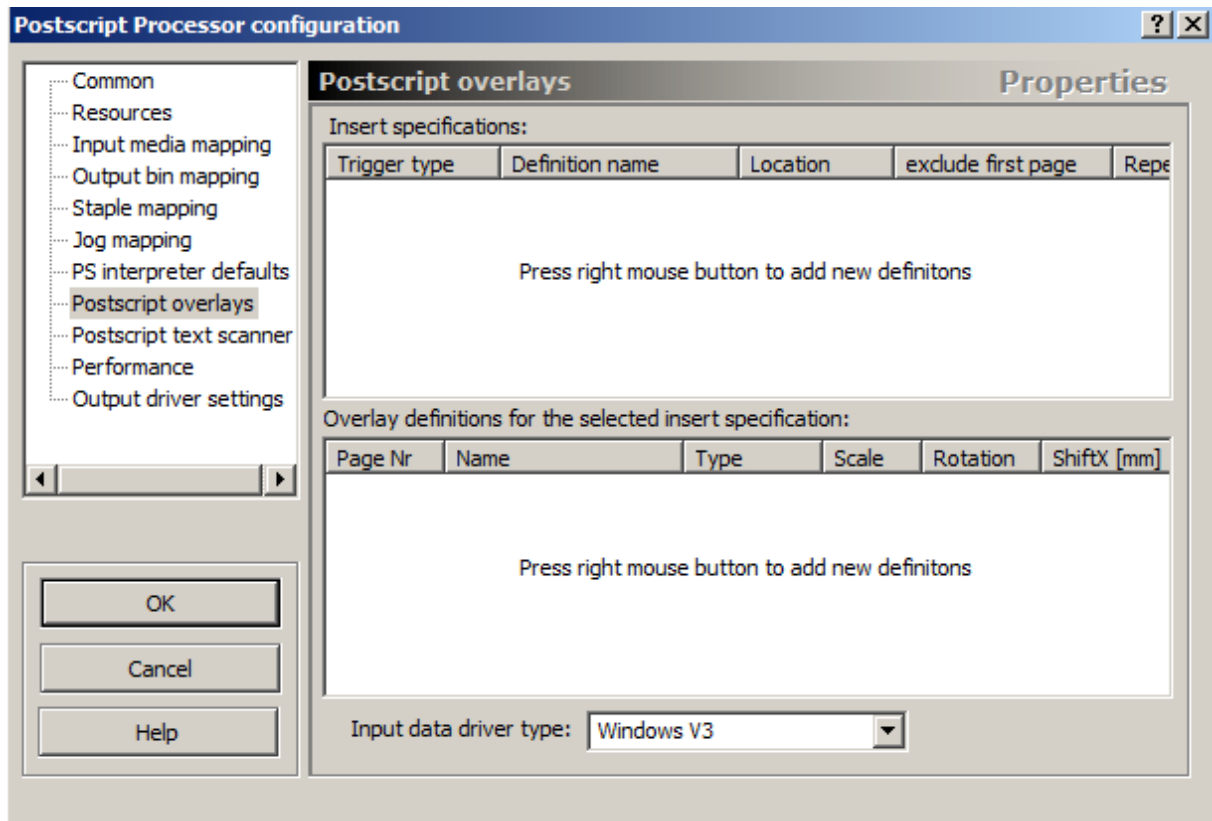 Postscript Processor configuration
Common
Resources
Input media mapping
Output bin mapping
Staple mapping
Jog mapping
PS interpreter defaults
Postscript overlays
Postscript text scanner
Performance
Output driver settings
OK
Cancel
Help
Postscript overlays Properties
Insert specifications:
Trigger type Definition name Location exclude first page Repe
Press right mouse button to add new definitons
Overlay definitions for the selected insert specification:
Page Nr Name Type Scale Rotation ShiftX [mm]
Press right mouse button to add new definitons
Input data driver type: Windows V3